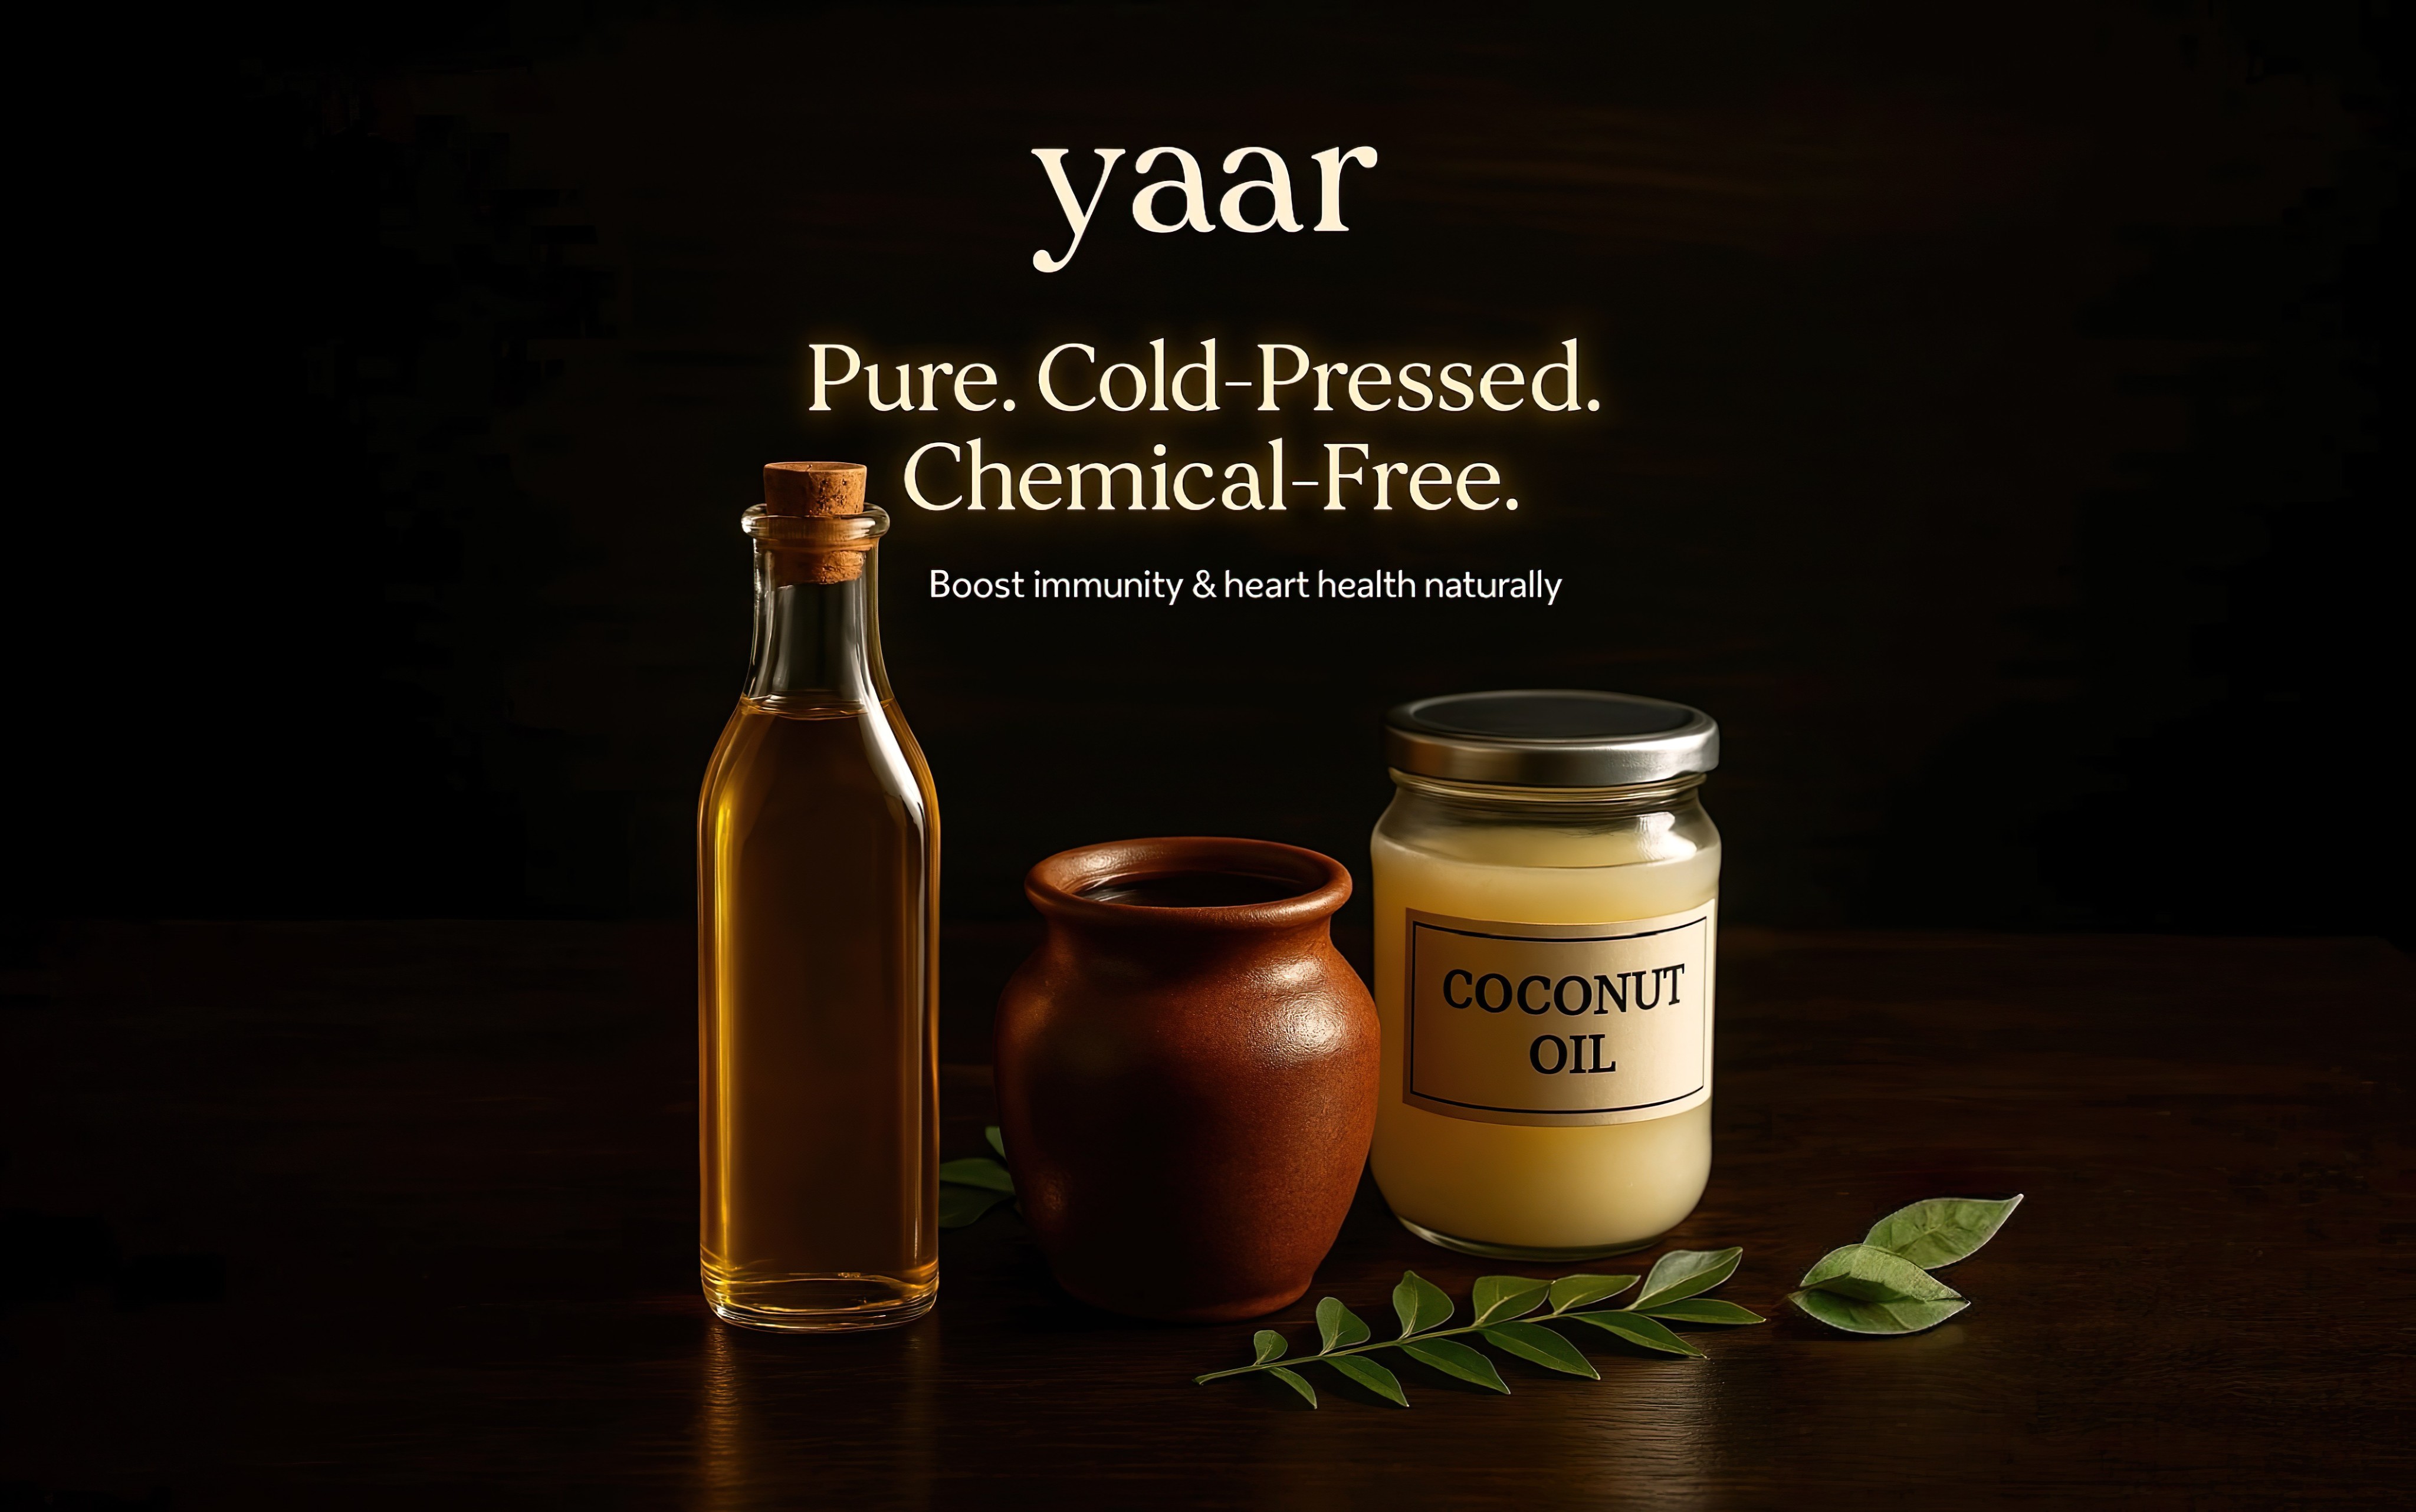 yaar
Pure. Cold-Pressed.
Chemical-Free.
Boost immunity & heart health naturally
COCONUT
OIL